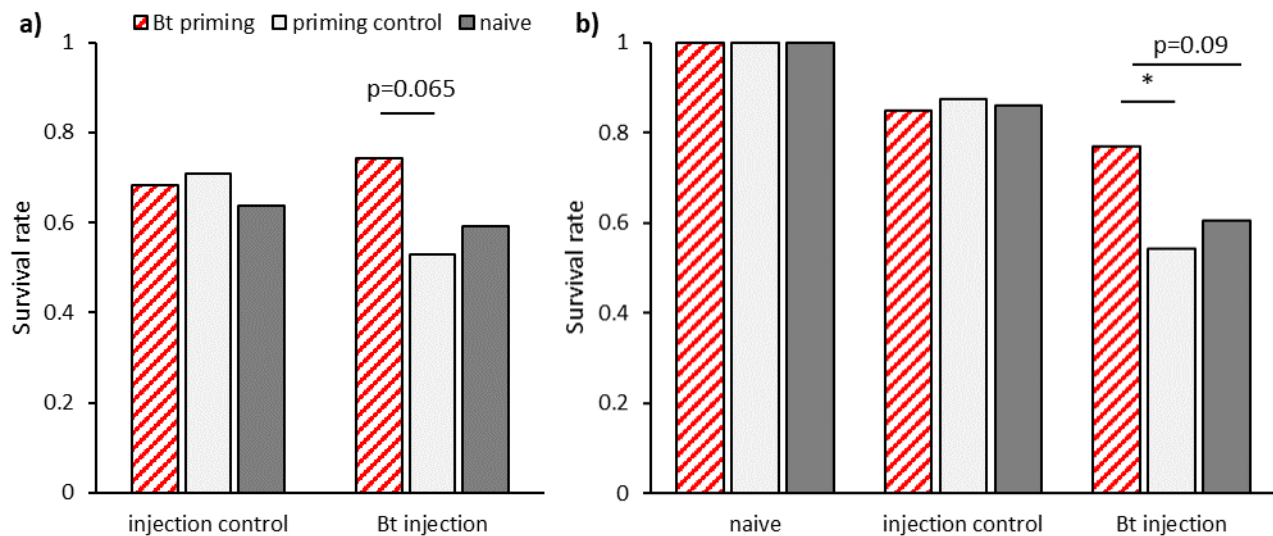 a)
Bt priming priming control naive
1
0.8
0.6
0.4
0.2
0
Survival rate
p=0.065
injection control Bt injection
b)
1
0.8
0.6
0.4
0.2
0
Survival rate
p=0.09
*
naive injection control Bt injection